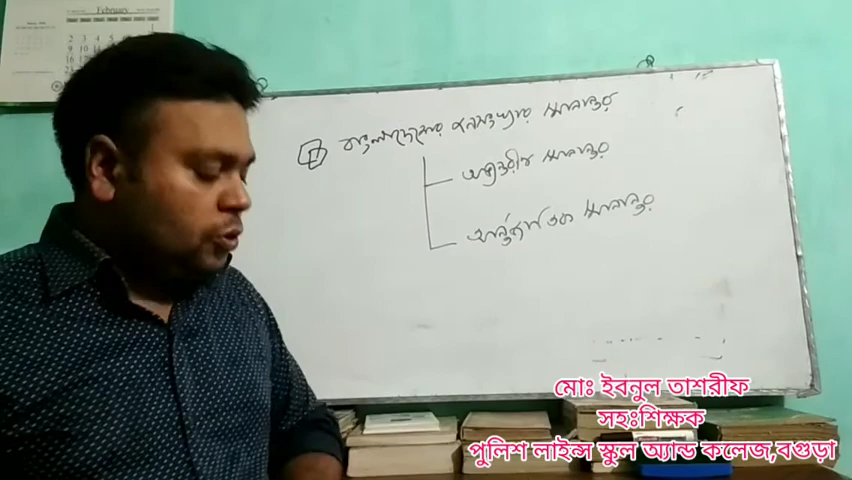 February
বাংলাদেশের জনসংখ্যার স্থানান্তর
অভ্যন্তরীণ স্থানান্তর
আন্তর্জাতিক স্থানান্তর
মোঃ ইবনুল তাশরীফ
সহঃশিক্ষক
পুলিশ লাইন্স স্কুল অ্যান্ড কলেজ,বগুড়া